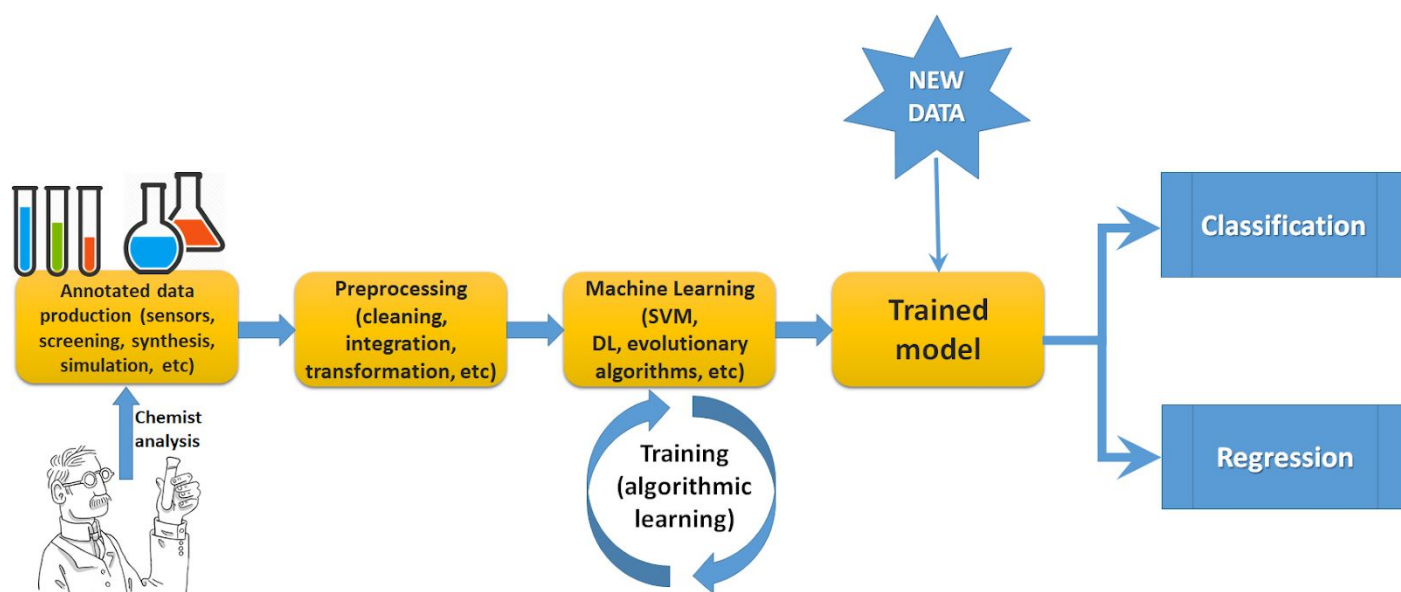 NEW
DATA
Annotated data
production (sensors,
screening, synthesis,
simulation, etc)
Preprocessing
(cleaning,
integration,
transformation, etc)
Machine Learning
(SVM,
DL, evolutionary
algorithms, etc)
Trained
model
Classification
Chemist
analysis
Training
(algorithmic
learning)
Regression